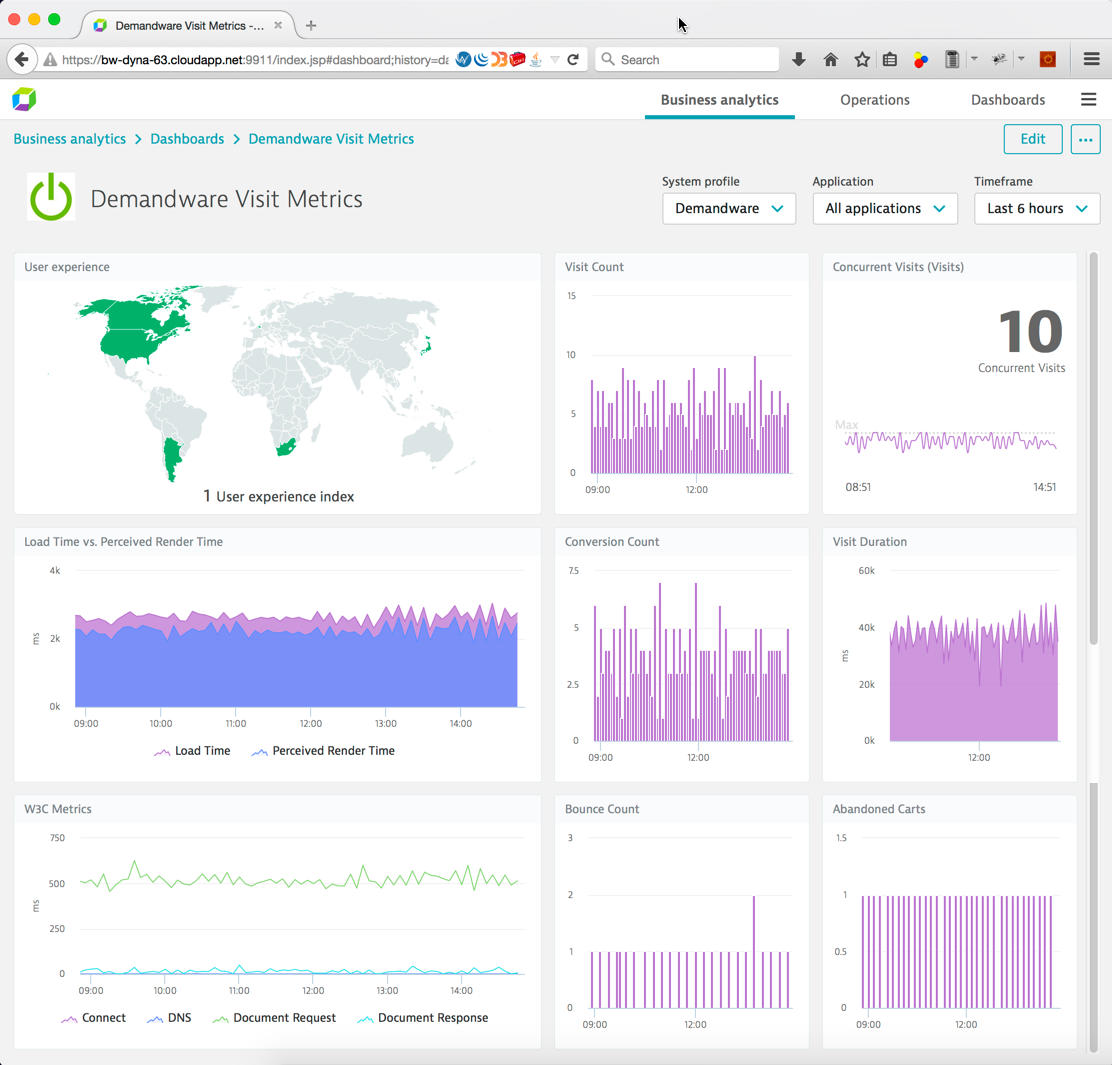 Demandware Visit Metrics -...
https://bw-dyna-63.cloudapp.net:9911/index.jsp#dashboard;history=da
Search
Business analytics
Operations
Dashboards
Business analytics > Dashboards > Demandware Visit Metrics
Edit
...
Demandware Visit Metrics
System profile
Demandware
Application
All applications
Timeframe
Last 6 hours
User experience
1 User experience index
Visit Count
15
10
5
0
09:00
12:00
Concurrent Visits (Visits)
10
Concurrent Visits
Max
08:51
14:51
Load Time vs. Perceived Render Time
4k
2k
0k
ms
09:00
10:00
11:00
12:00
13:00
14:00
Load Time
Perceived Render Time
Conversion Count
7.5
5
2.5
0
09:00
12:00
Visit Duration
60k
40k
20k
0k
ms
12:00
W3C Metrics
750
500
250
0
ms
09:00
10:00
11:00
12:00
13:00
14:00
Connect
DNS
Document Request
Document Response
Bounce Count
3
2
1
0
09:00
12:00
Abandoned Carts
1.5
1
0.5
0
09:00
12:00